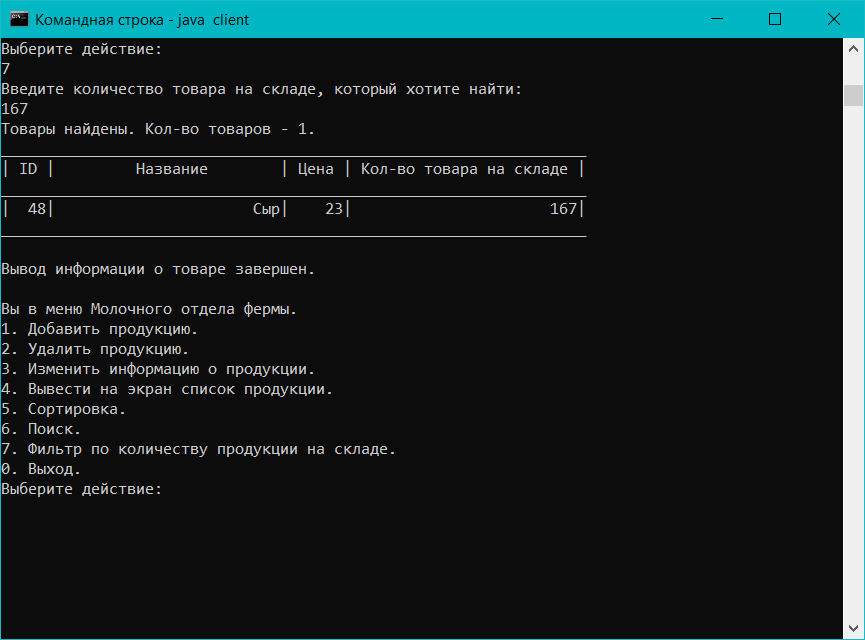 Командная строка - java  client
Выберите действие:
7
Введите количество товара на складе, который хотите найти:
167
Товары найдены. Кол-во товаров - 1.
| ID | Название | Цена | Кол-во товара на складе |
| 48| Сыр| 23| 167|
Вывод информации о товаре завершен.
Вы в меню Молочного отдела фермы.
1. Добавить продукцию.
2. Удалить продукцию.
3. Изменить информацию о продукции.
4. Вывести на экран список продукции.
5. Сортировка.
6. Поиск.
7. Фильтр по количеству продукции на складе.
0. Выход.
Выберите действие: